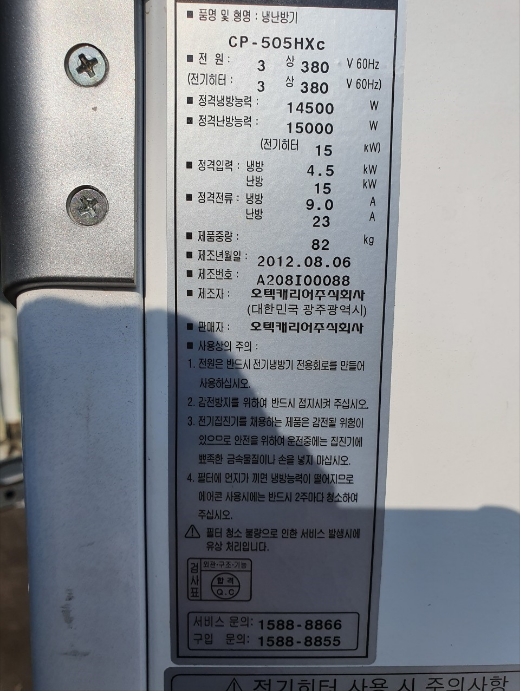 ■ 품명 및 형명 : 냉난방기
CP-505HXc
■ 전 원 : 3 상 380 V 60Hz
(전기히터 : 3 상 380 V 60Hz)
■ 정격냉방능력 : 14500 W
■ 정격난방능력 : 15000 W
(전기히터 15 kW)
■ 정격입력 : 냉방 4.5 kW
난방 15 kW
■ 정격전류 : 냉방 9.0 A
난방 23 A
■ 제품중량 : 82 kg
■ 제조년월일 : 2012.08.06
■ 제조번호 : A208I00088
■ 제조자 : 오텍캐리어주식회사
(대한민국 광주광역시)
■ 판매자 : 오텍캐리어주식회사
■ 사용상의 주의 :
1. 전원은 반드시 전기냉방기 전용회로를 만들어
사용하십시오.
2. 감전방지를 위하여 반드시 접지시켜 주십시오.
3. 전기집진기를 채용하는 제품은 감전될 위험이
있으므로 안전을 위하여 운전중에는 집진기에
뾰족한 금속물질이나 손을 넣지 마십시오.
4. 필터에 먼지가 끼면 냉방능력이 떨어지므로
에어콘 사용시에는 반드시 2주마다 청소하여
주십시오.
⚠ 필터 청소 불량으로 인한 서비스 발생시에
유상 처리입니다.
검사표
외관·구조·기능
합격
Q.C
서비스 문의: 1588-8866
구입 문의: 1588-8855
⚠ 전기히터 사용 시 주의사항